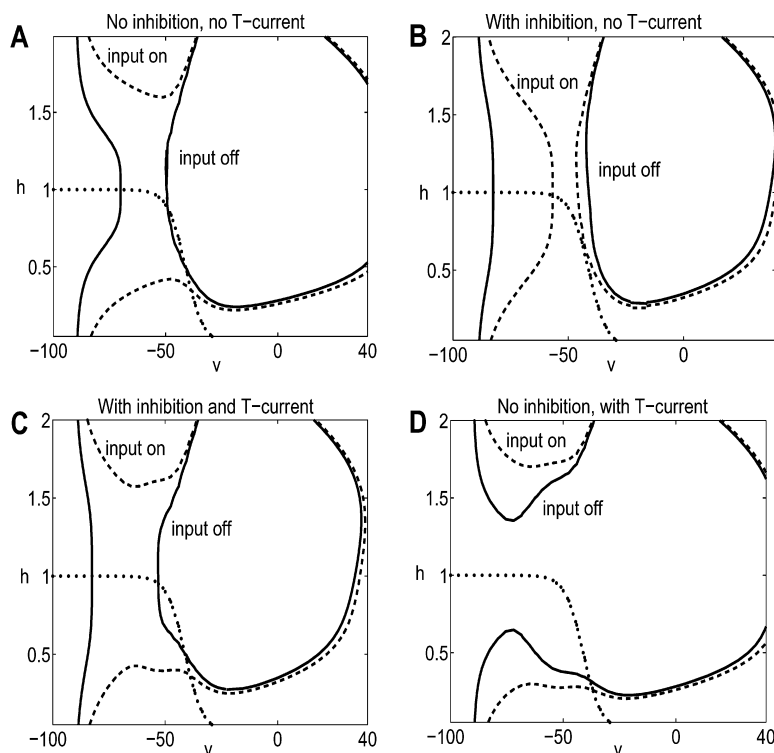 A
No inhibition, no T−current
input on
input off
1.5
1
0.5
h
−100
−50
0
40
v
B
With inhibition, no T−current
2
input on
input off
1.5
1
0.5
−100
−50
0
40
v
C
With inhibition and T−current
2
input on
input off
1.5
1
0.5
h
−100
−50
0
40
v
D
No inhibition, with T−current
2
input on
input off
1.5
1
0.5
h
−100
−50
0
40
v